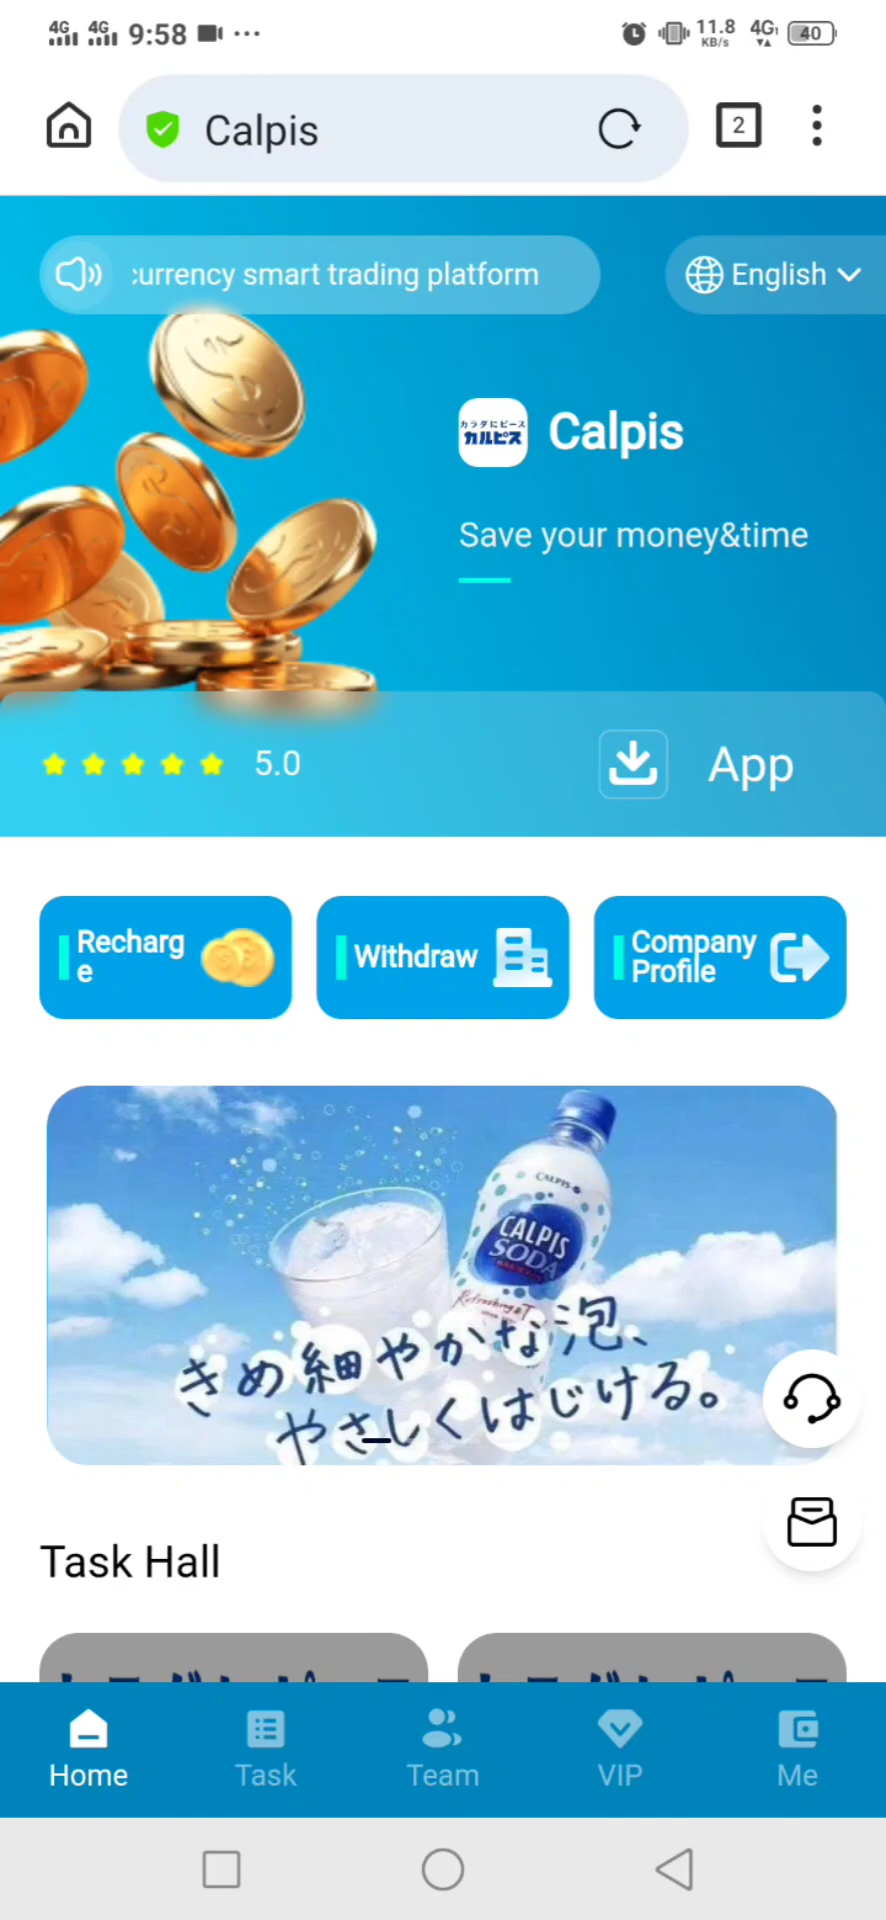 4G 4G 9:58 11.8 KB/s 4G 40
Calpis 2
currency smart trading platform
English
カラダにピース
カルピス
Calpis
Save your money&time
5.0
App
Recharg
e
Withdraw
Company
Profile
CALPIS
CALPIS
SODA
きめ細やかな泡、
やさしくはじける。
Task Hall
Home
Task
Team
VIP
Me